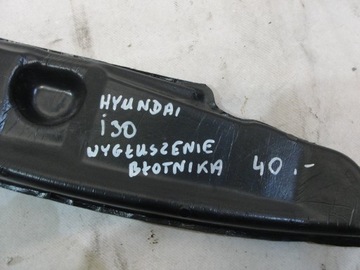 HYUNDAI
i30
WYGŁUSZENIE
BŁOTNIKA 40.-